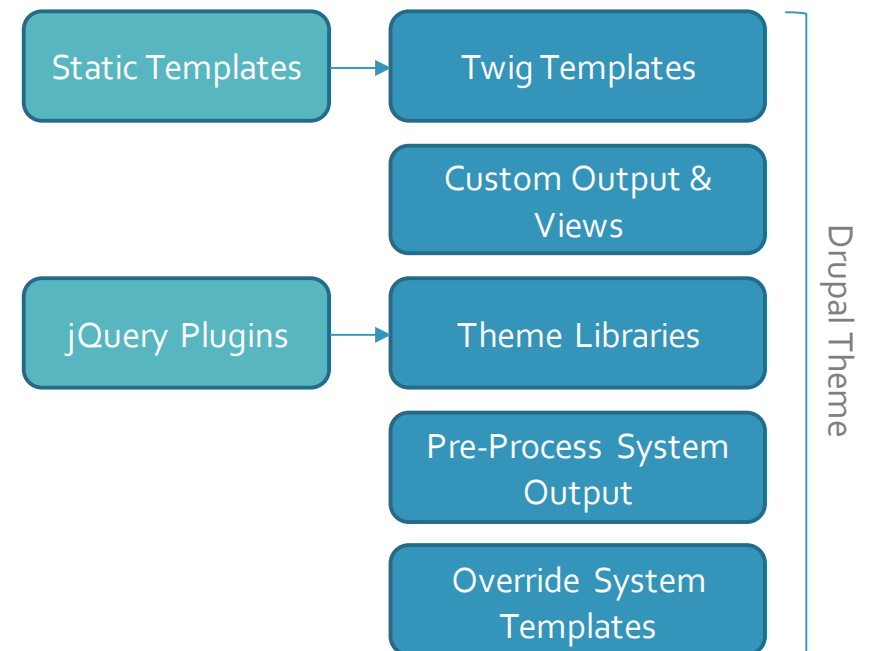 Static Templates
Twig Templates
Custom Output &
Views
jQuery Plugins
Theme Libraries
Pre-Process System
Output
Override System
Templates
Drupal Theme